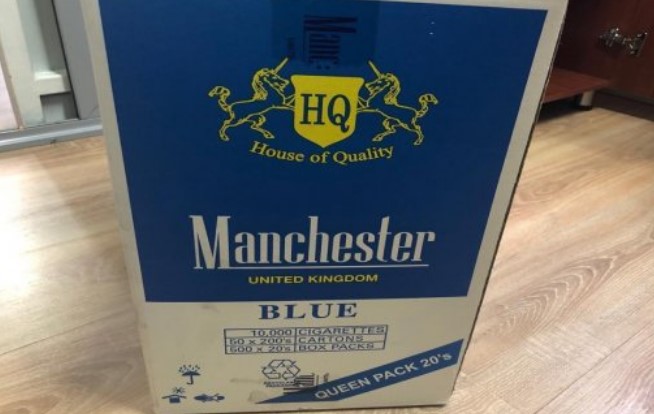 HQ
House of Quality
Manchester
UNITED KINGDOM
BLUE
10,000 CIGARETTES
50 x 200's CARTONS
500 x 20's BOX PACKS
QUEEN PACK 20's